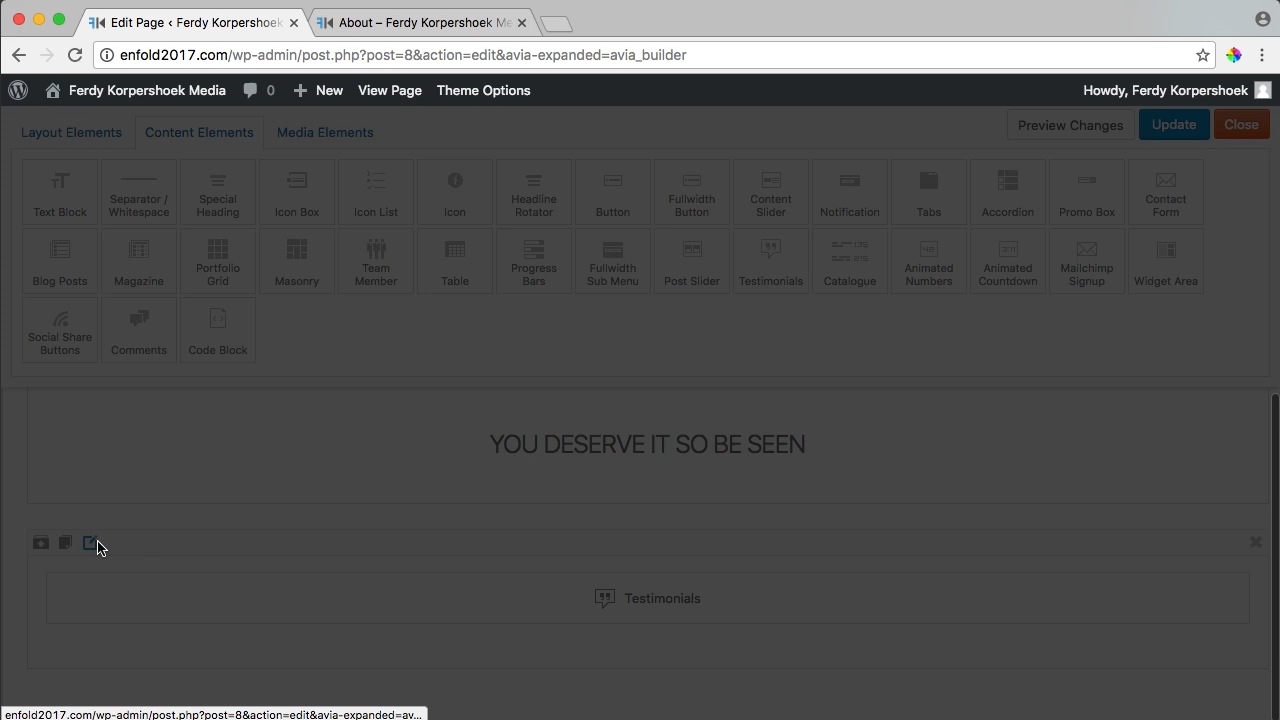 Edit Page ‹ Ferdy Korpershoek
About – Ferdy Korpershoek Me
enfold2017.com/wp-admin/post.php?post=8&action=edit&avia-expanded=avia_builder
Ferdy Korpershoek Media 0 New View Page Theme Options Howdy, Ferdy Korpershoek
Layout Elements Content Elements Media Elements Preview Changes Update Close
Text Block
Separator / Whitespace
Special Heading
Icon Box
Icon List
Icon
Headline Rotator
Button
Fullwidth Button
Content Slider
Notification
Tabs
Accordion
Promo Box
Contact Form
Blog Posts
Magazine
Portfolio Grid
Masonry
Team Member
Table
Progress Bars
Fullwidth Sub Menu
Post Slider
Testimonials
Catalogue
Animated Numbers
Animated Countdown
Mailchimp Signup
Widget Area
Social Share Buttons
Comments
Code Block
YOU DESERVE IT SO BE SEEN
Testimonials
enfold2017.com/wp-admin/post.php?post=8&action=edit&avia-expanded=av...